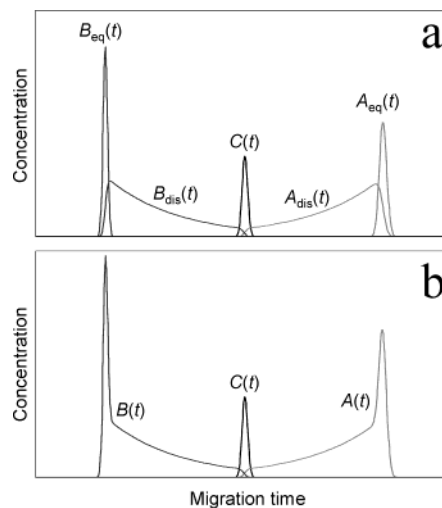 B_eq(t)
a
A_eq(t)
C(t)
B_dis(t)
A_dis(t)
Concentration
b
C(t)
B(t)
A(t)
Concentration
Migration time